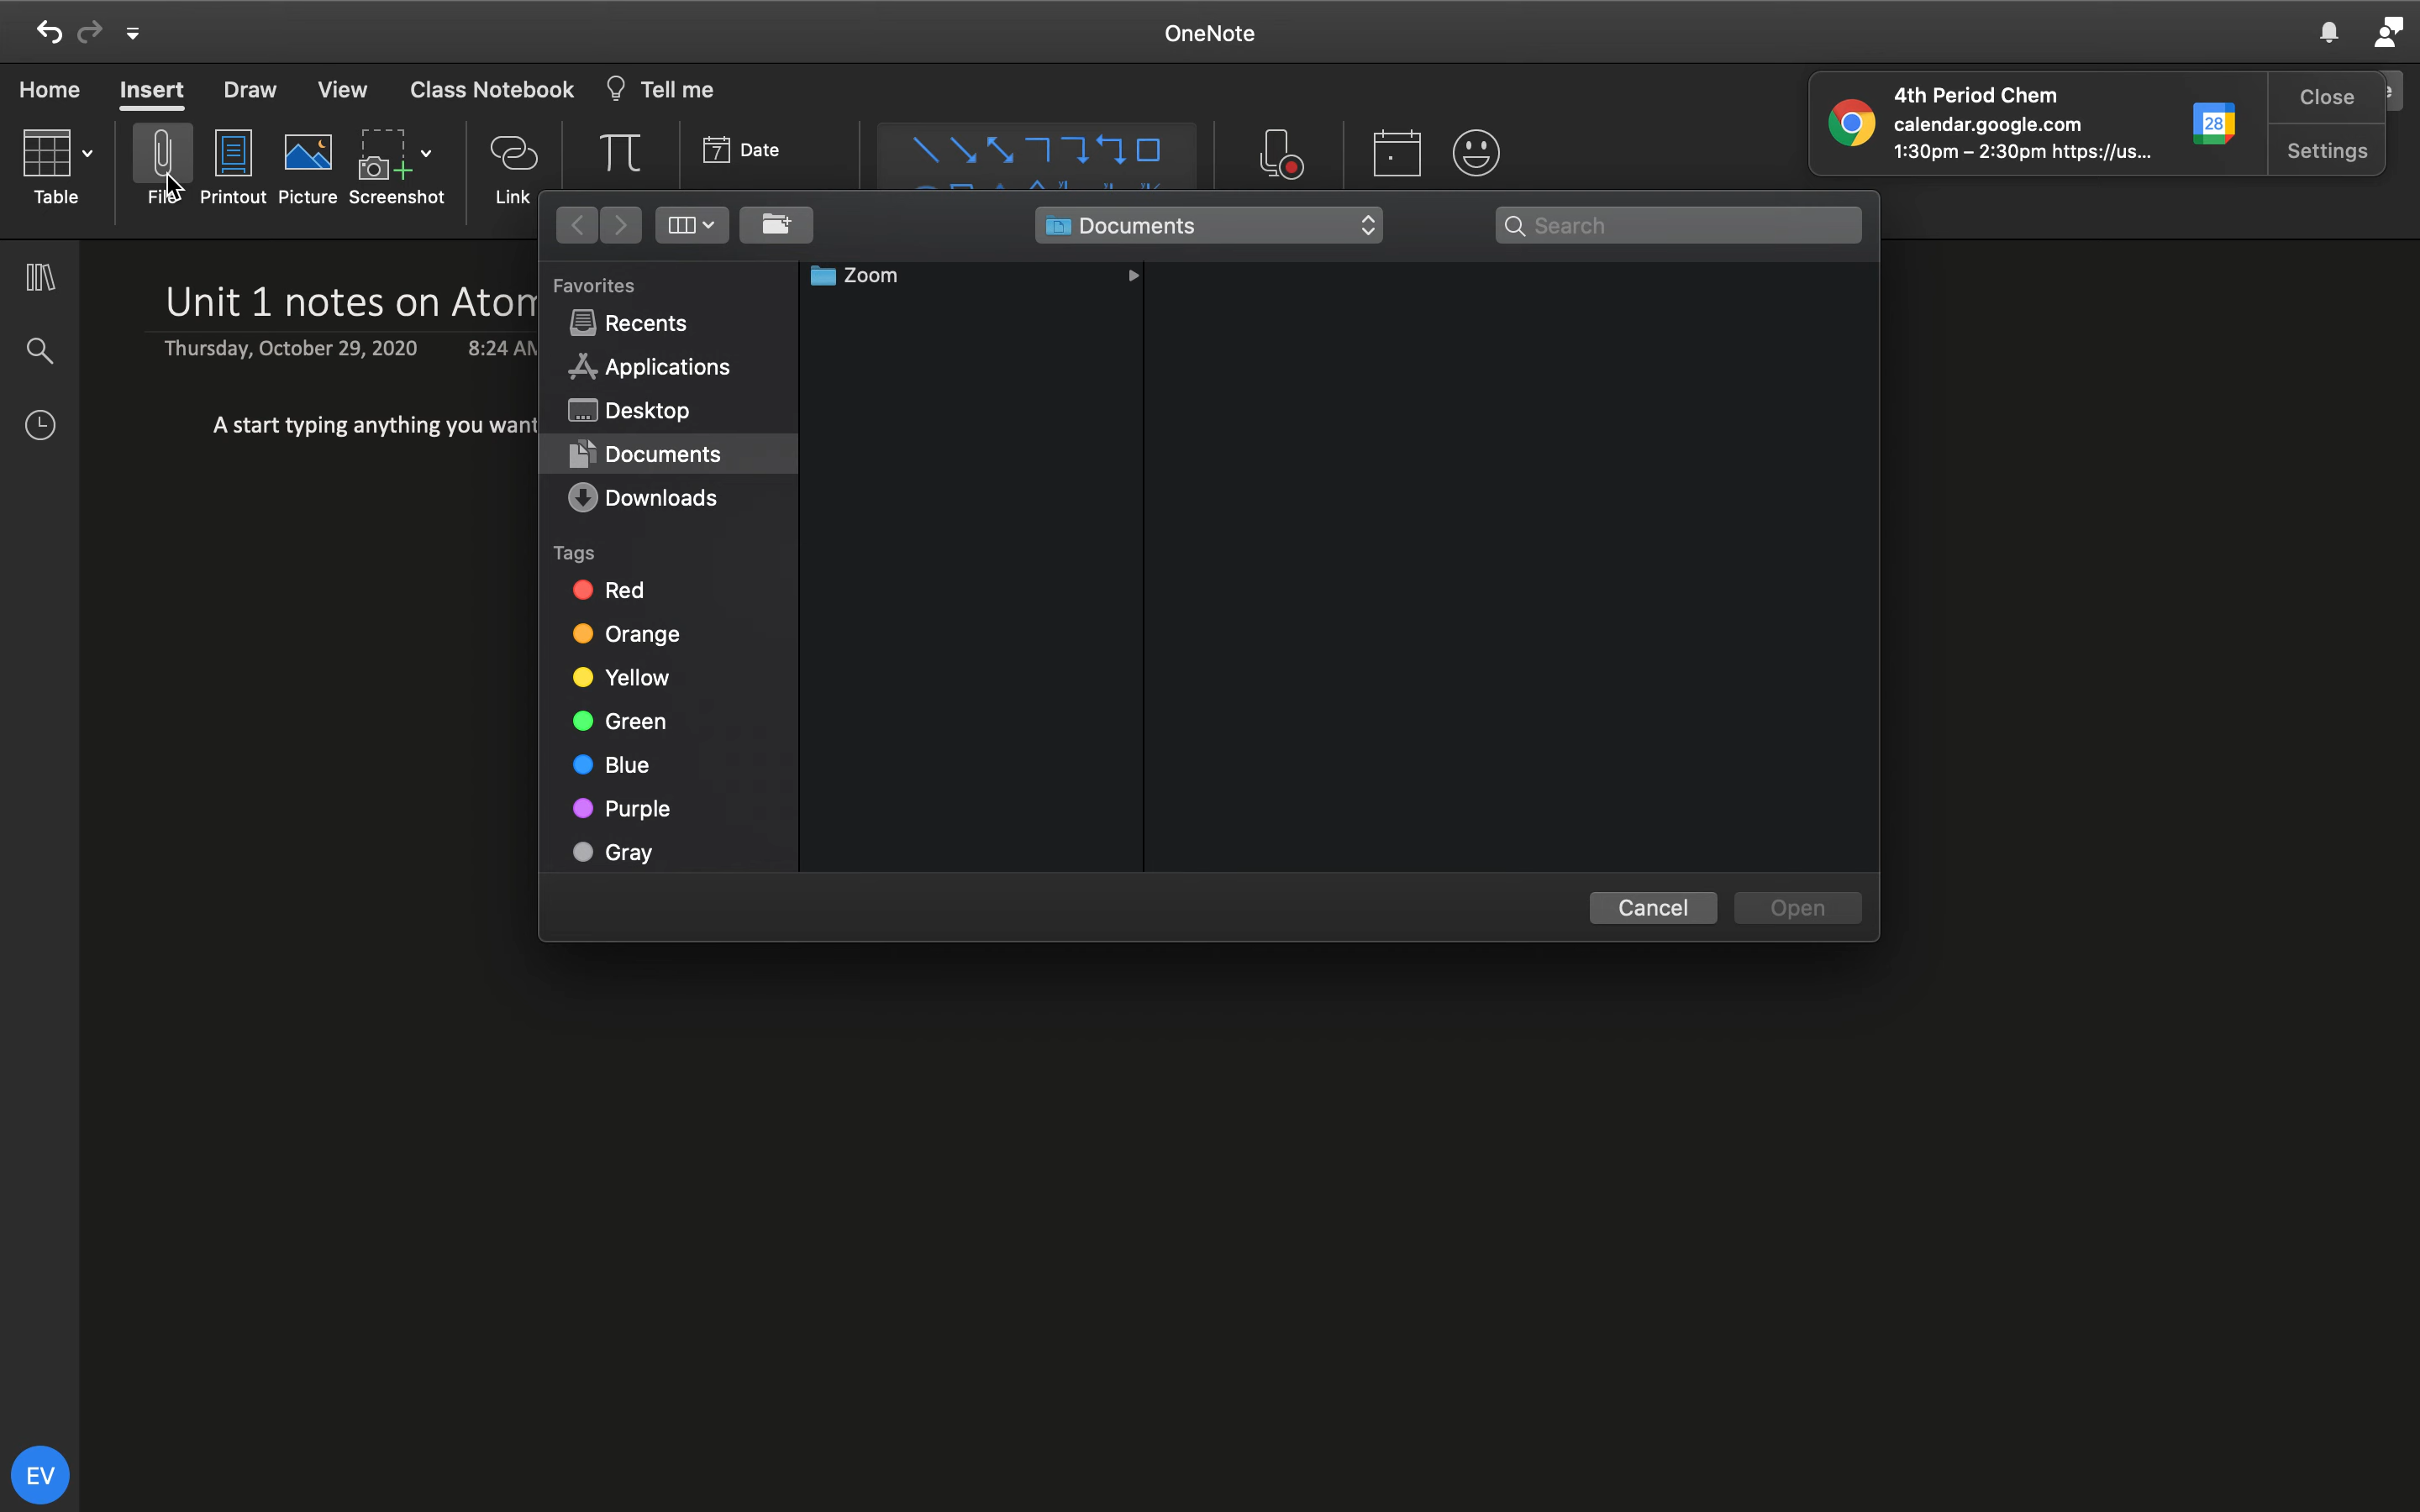 OneNote
Home Insert Draw View Class Notebook Tell me
4th Period Chem
calendar.google.com
1:30pm – 2:30pm https://us...
28
Close
Settings
7 Date
Table File Printout Picture Screenshot Link
Documents
Search
Unit 1 notes on Atom
Thursday, October 29, 2020 8:24 AM
A start typing anything you want
Favorites
Recents
Applications
Desktop
Documents
Downloads
Tags
Red
Orange
Yellow
Green
Blue
Purple
Gray
Zoom
Cancel Open
EV